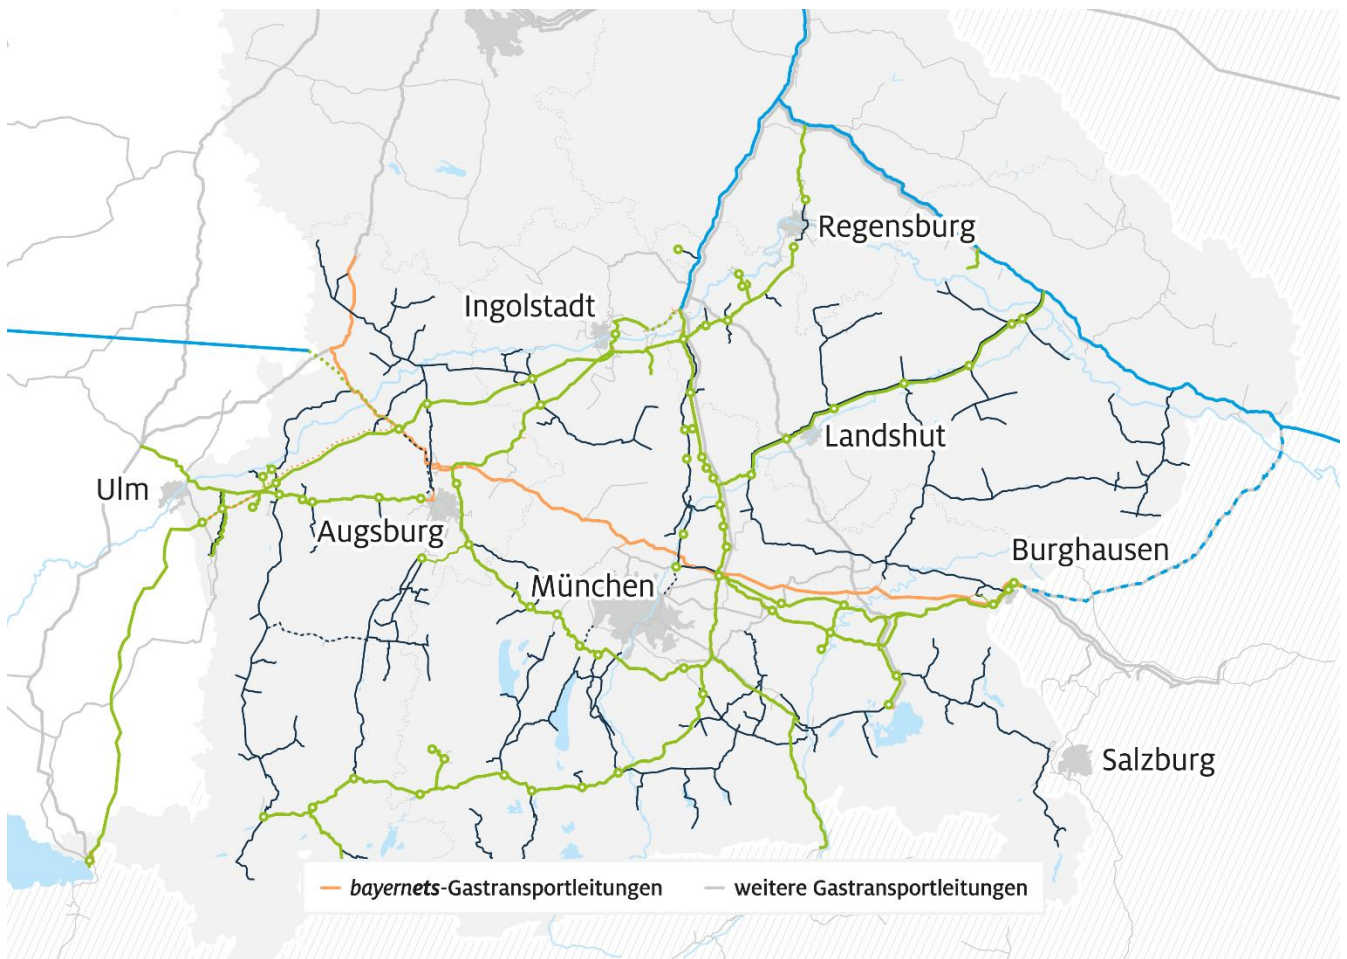 Regensburg
Ingolstadt
Landshut
Ulm
Augsburg
Burghausen
München
Salzburg
bayernets-Gastransportleitungen weitere Gastransportleitungen